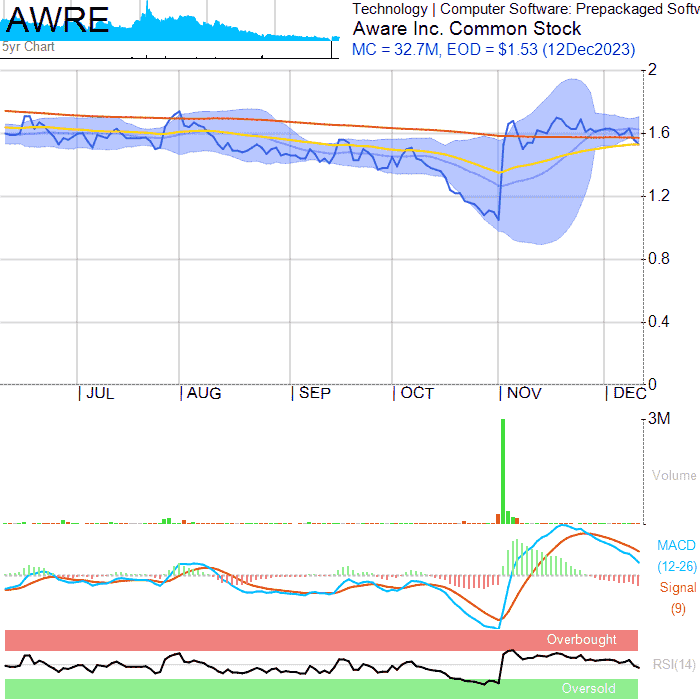 AWRE
5yr Chart
Technology | Computer Software: Prepackaged Softw
Aware Inc. Common Stock
MC = 32.7M, EOD = $1.53 (12Dec2023)
2
1.6
1.2
0.8
0.4
0
| JUL | AUG | SEP | OCT | NOV | DEC
3M
Volume
MACD
(12-26)
Signal
(9)
Overbought
RSI(14)
Oversold